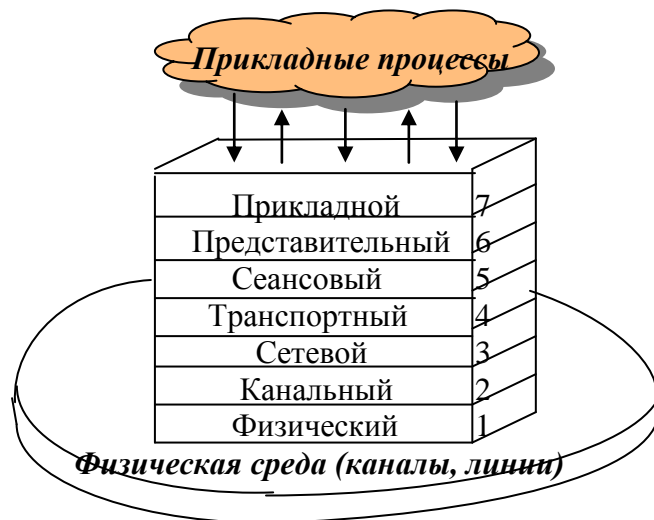 Прикладные процессы
Прикладной 7
Представительный 6
Сеансовый 5
Транспортный 4
Сетевой 3
Канальный 2
Физический 1
Физическая среда (каналы, линии)